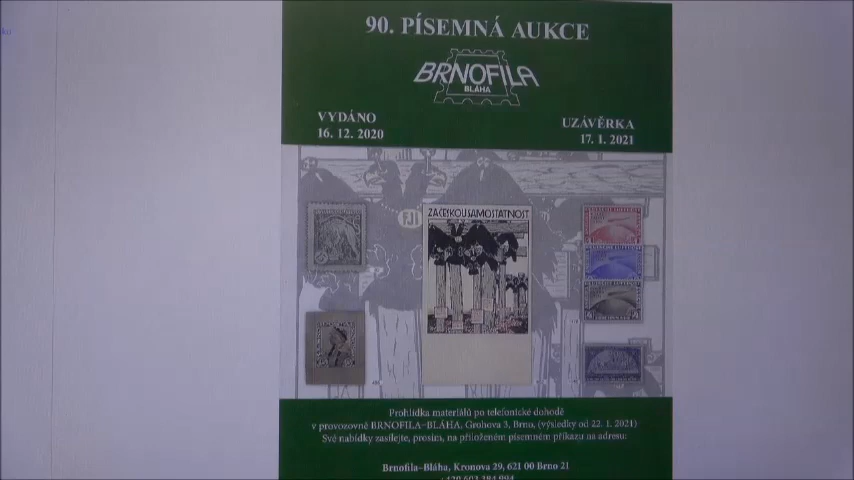 90. PÍSEMNÁ AUKCE
BRNOFILA
BLÁHA
VYDÁNO
16. 12. 2020
UZÁVĚRKA
17. 1. 2021
FJI
ZA ČESKOU SAMOSTATNOST
Prohlídka materiálů po telefonické dohodě
v provozovně BRNOFILA–BLÁHA, Grohova 3, Brno, (výsledky od 22. 1. 2021)
Své nabídky zasílejte, prosím, na přiloženém písemném příkazu na adresu:
Brnofila–Bláha, Kronova 29, 621 00 Brno 21